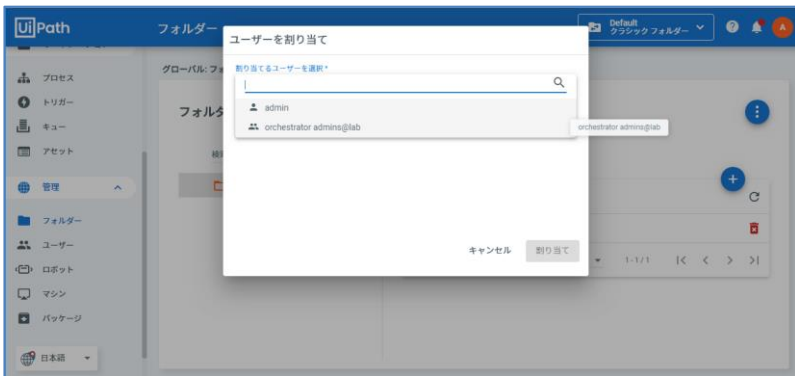 UiPath
フォルダー
Default
クラシック フォルダー
A
プロセス
トリガー
キュー
アセット
管理
フォルダー
ユーザー
ロボット
マシン
パッケージ
日本語
グローバル: フォ
フォルダ
検索
ユーザーを割り当て
割り当てるユーザーを選択*
admin
orchestrator admins@lab
orchestrator admins@lab
キャンセル
割り当て
1-1/1